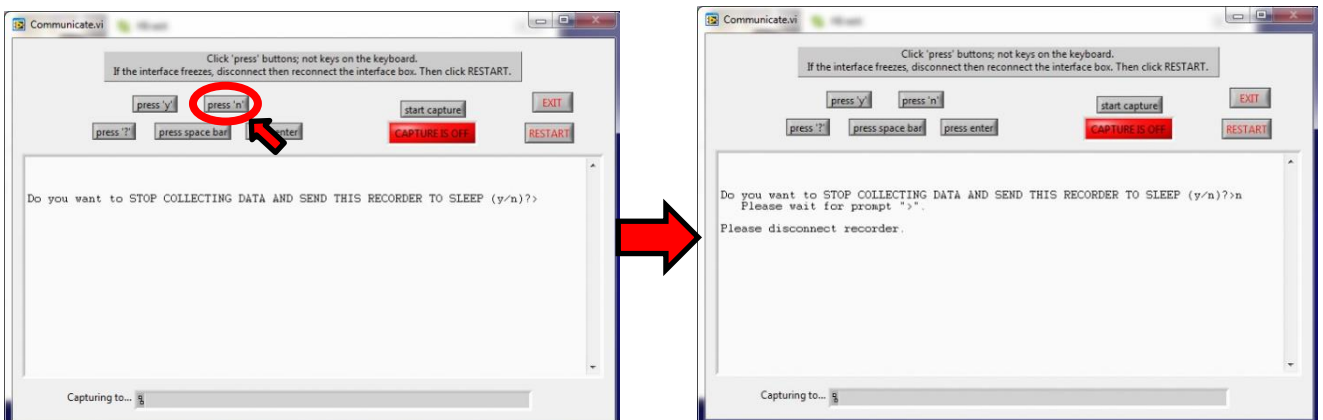 Communicate.vi
Click 'press' buttons; not keys on the keyboard.
If the interface freezes, disconnect then reconnect the interface box. Then click RESTART.
press 'y'
press 'n'
start capture
EXIT
press '?'
press space bar
enter
CAPTURE IS OFF
RESTART
Do you want to STOP COLLECTING DATA AND SEND THIS RECORDER TO SLEEP (y/n)?>
Capturing to...
Communicate.vi
Click 'press' buttons; not keys on the keyboard.
If the interface freezes, disconnect then reconnect the interface box. Then click RESTART.
press 'y'
press 'n'
start capture
EXIT
press '?'
press space bar
press enter
CAPTURE IS OFF
RESTART
Do you want to STOP COLLECTING DATA AND SEND THIS RECORDER TO SLEEP (y/n)?>n
Please wait for prompt ">".
Please disconnect recorder.
Capturing to...